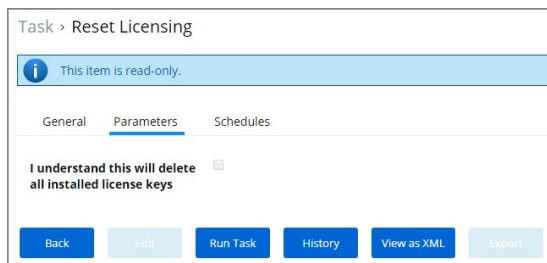 Task › Reset Licensing
This item is read-only.
General Parameters Schedules
I understand this will delete
all installed license keys
Back Edit Run Task History View as XML Export